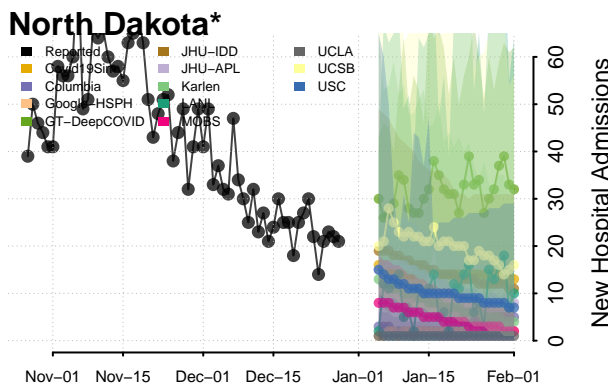 North Dakota*
Reported
Covid19Sim
Columbia
Google−HSPH
GT−DeepCOVID
JHU−IDD
JHU−APL
Karlen
LANL
MOBS
UCLA
UCSB
USC
60
50
40
30
20
10
0
New Hospital Admissions
Nov−01 Nov−15 Dec−01 Dec−15 Jan−01 Jan−15 Feb−01